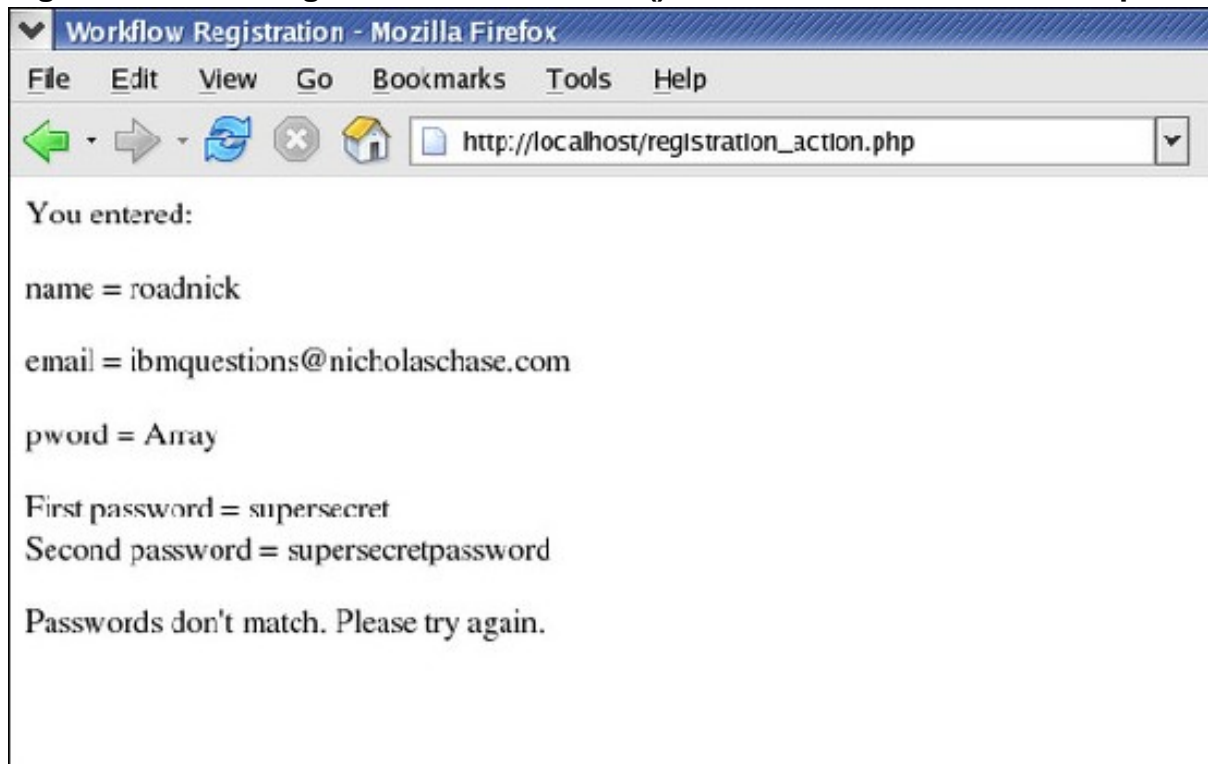 Workflow Registration - Mozilla Firefox
File Edit View Go Bookmarks Tools Help
http://localhost/registration_action.php
You entered:
name = roadnick
email = ibmquestions@nicholaschase.com
pword = Array
First password = supersecret
Second password = supersecretpassword
Passwords don't match. Please try again.